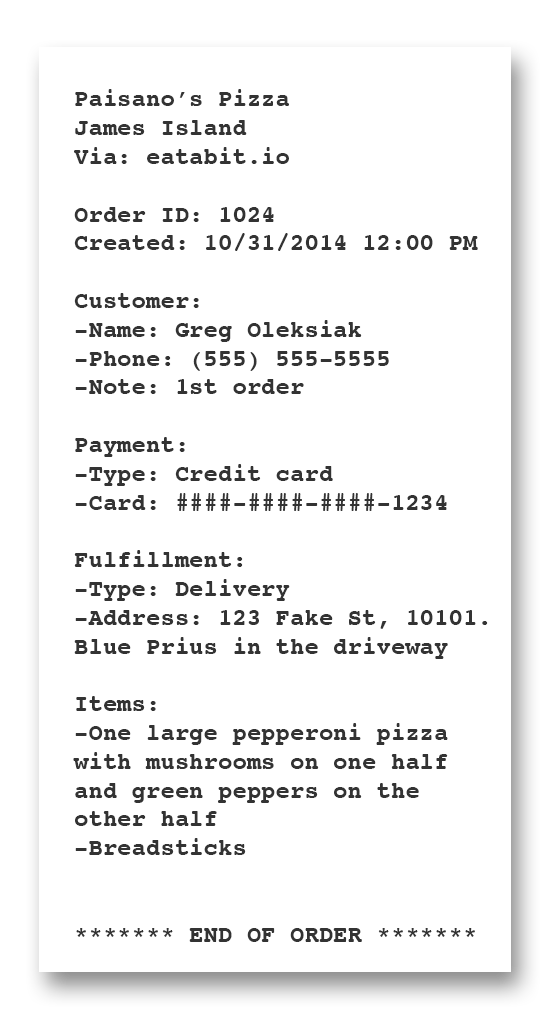 Paisano’s Pizza
James Island
Via: eatabit.io
Order ID: 1024
Created: 10/31/2014 12:00 PM
Customer:
-Name: Greg Oleksiak
-Phone: (555) 555-5555
-Note: 1st order
Payment:
-Type: Credit card
-Card: ####-####-####-1234
Fulfillment:
-Type: Delivery
-Address: 123 Fake St, 10101.
Blue Prius in the driveway
Items:
-One large pepperoni pizza
with mushrooms on one half
and green peppers on the
other half
-Breadsticks
******* END OF ORDER *******